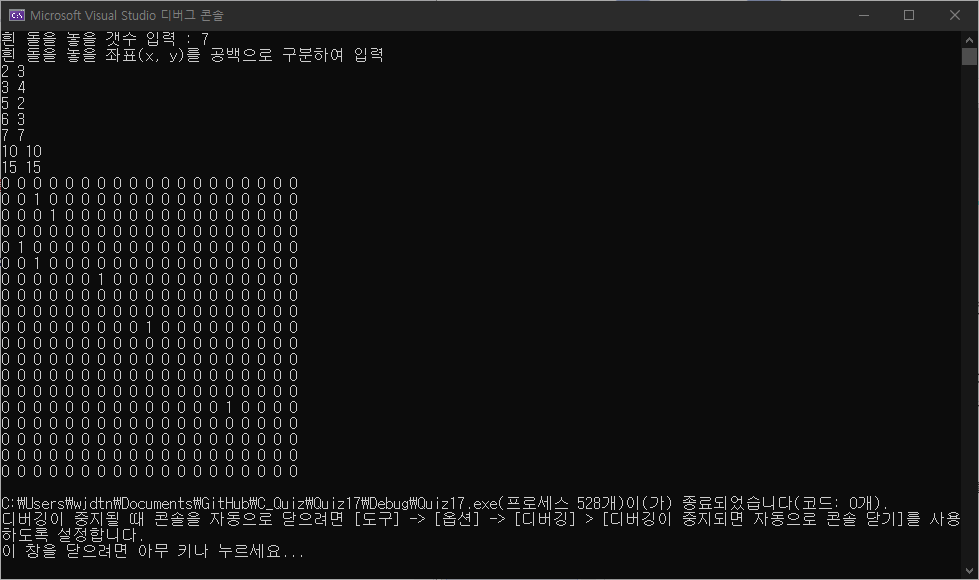 Microsoft Visual Studio 디버그 콘솔
흰 돌을 놓을 갯수 입력 : 7
흰 돌을 놓을 좌표(x, y)를 공백으로 구분하여 입력
2 3
3 4
5 2
6 3
7 7
10 10
15 15
0 0 0 0 0 0 0 0 0 0 0 0 0 0 0 0 0 0 0
0 0 1 0 0 0 0 0 0 0 0 0 0 0 0 0 0 0 0
0 0 0 1 0 0 0 0 0 0 0 0 0 0 0 0 0 0 0
0 0 0 0 0 0 0 0 0 0 0 0 0 0 0 0 0 0 0
0 1 0 0 0 0 0 0 0 0 0 0 0 0 0 0 0 0 0
0 0 1 0 0 0 0 0 0 0 0 0 0 0 0 0 0 0 0
0 0 0 0 0 0 1 0 0 0 0 0 0 0 0 0 0 0 0
0 0 0 0 0 0 0 0 0 0 0 0 0 0 0 0 0 0 0
0 0 0 0 0 0 0 0 0 0 0 0 0 0 0 0 0 0 0
0 0 0 0 0 0 0 0 0 1 0 0 0 0 0 0 0 0 0
0 0 0 0 0 0 0 0 0 0 0 0 0 0 0 0 0 0 0
0 0 0 0 0 0 0 0 0 0 0 0 0 0 0 0 0 0 0
0 0 0 0 0 0 0 0 0 0 0 0 0 0 0 0 0 0 0
0 0 0 0 0 0 0 0 0 0 0 0 0 0 0 0 0 0 0
0 0 0 0 0 0 0 0 0 0 0 0 0 0 1 0 0 0 0
0 0 0 0 0 0 0 0 0 0 0 0 0 0 0 0 0 0 0
0 0 0 0 0 0 0 0 0 0 0 0 0 0 0 0 0 0 0
0 0 0 0 0 0 0 0 0 0 0 0 0 0 0 0 0 0 0
0 0 0 0 0 0 0 0 0 0 0 0 0 0 0 0 0 0 0
C:₩Users₩wjdtn₩Documents₩GitHub₩C_Quiz₩Quiz17₩Debug₩Quiz17.exe(프로세스 528개)이(가) 종료되었습니다(코드: 0개).
디버깅이 중지될 때 콘솔을 자동으로 닫으려면 [도구] -> [옵션] -> [디버깅] > [디버깅이 중지되면 자동으로 콘솔 닫기]를 사용
하도록 설정합니다.
이 창을 닫으려면 아무 키나 누르세요...